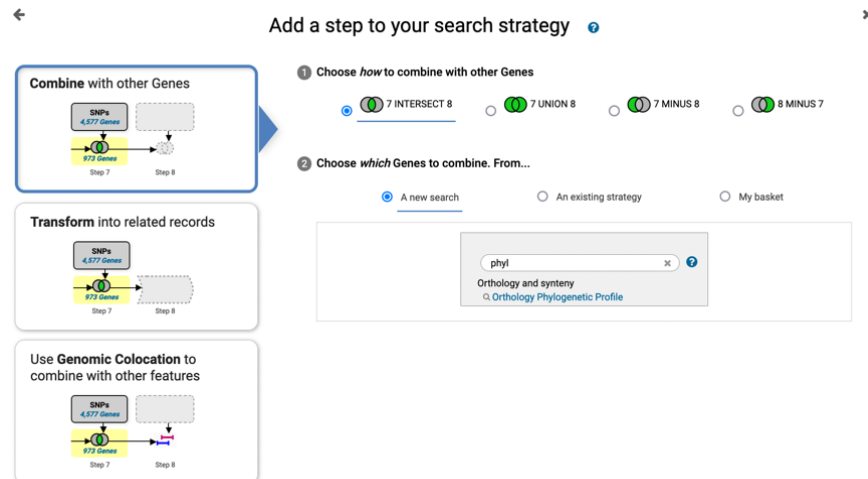 Add a step to your search strategy ?
Combine with other Genes
SNPs
4,577 Genes
973 Genes
Step 7 Step 8
Transform into related records
SNPs
4,577 Genes
973 Genes
Step 7 Step 8
Use Genomic Colocation to
combine with other features
SNPs
4,577 Genes
973 Genes
Step 7 Step 8
1 Choose how to combine with other Genes
7 INTERSECT 8 7 UNION 8 7 MINUS 8 8 MINUS 7
2 Choose which Genes to combine. From...
A new search An existing strategy My basket
phyl
Orthology and synteny
Orthology Phylogenetic Profile